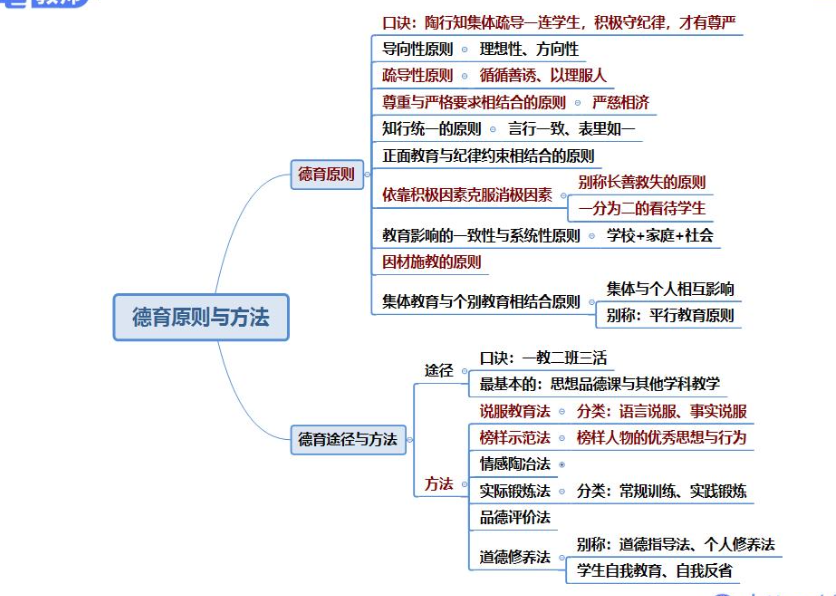 教师
口诀：陶行知集体疏导一连学生，积极守纪律，才有尊严
导向性原则 理想性、方向性
疏导性原则 循循善诱、以理服人
尊重与严格要求相结合的原则 严慈相济
知行统一的原则 言行一致、表里如一
正面教育与纪律约束相结合的原则
德育原则
依靠积极因素克服消极因素
别称长善救失的原则
一分为二的看待学生
教育影响的一致性与系统性原则 学校+家庭+社会
因材施教的原则
集体教育与个别教育相结合原则
集体与个人相互影响
别称：平行教育原则
德育原则与方法
德育途径与方法
途径
口诀：一教二班三活
最基本的：思想品德课与其他学科教学
方法
说服教育法 分类：语言说服、事实说服
榜样示范法 榜样人物的优秀思想与行为
情感陶冶法
实际锻炼法 分类：常规训练、实践锻炼
品德评价法
道德修养法
别称：道德指导法、个人修养法
学生自我教育、自我反省